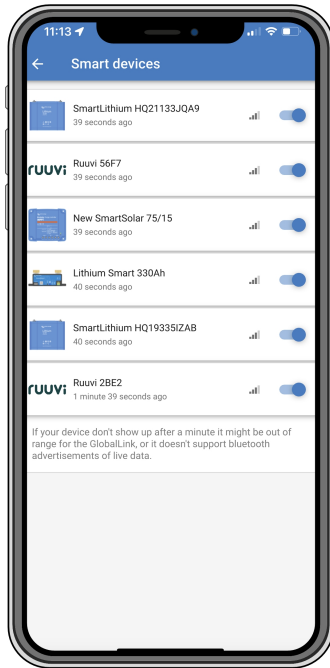 11:13
Smart devices
SmartLithium HQ21133JQA9
39 seconds ago
ruuvi
Ruuvi 56F7
39 seconds ago
New SmartSolar 75/15
39 seconds ago
Lithium Smart 330Ah
40 seconds ago
SmartLithium HQ19335IZAB
40 seconds ago
ruuvi
Ruuvi 2BE2
1 minute 39 seconds ago
If your device don't show up after a minute it might be out of
range for the GlobalLink, or it doesn't support bluetooth
advertisements of live data.